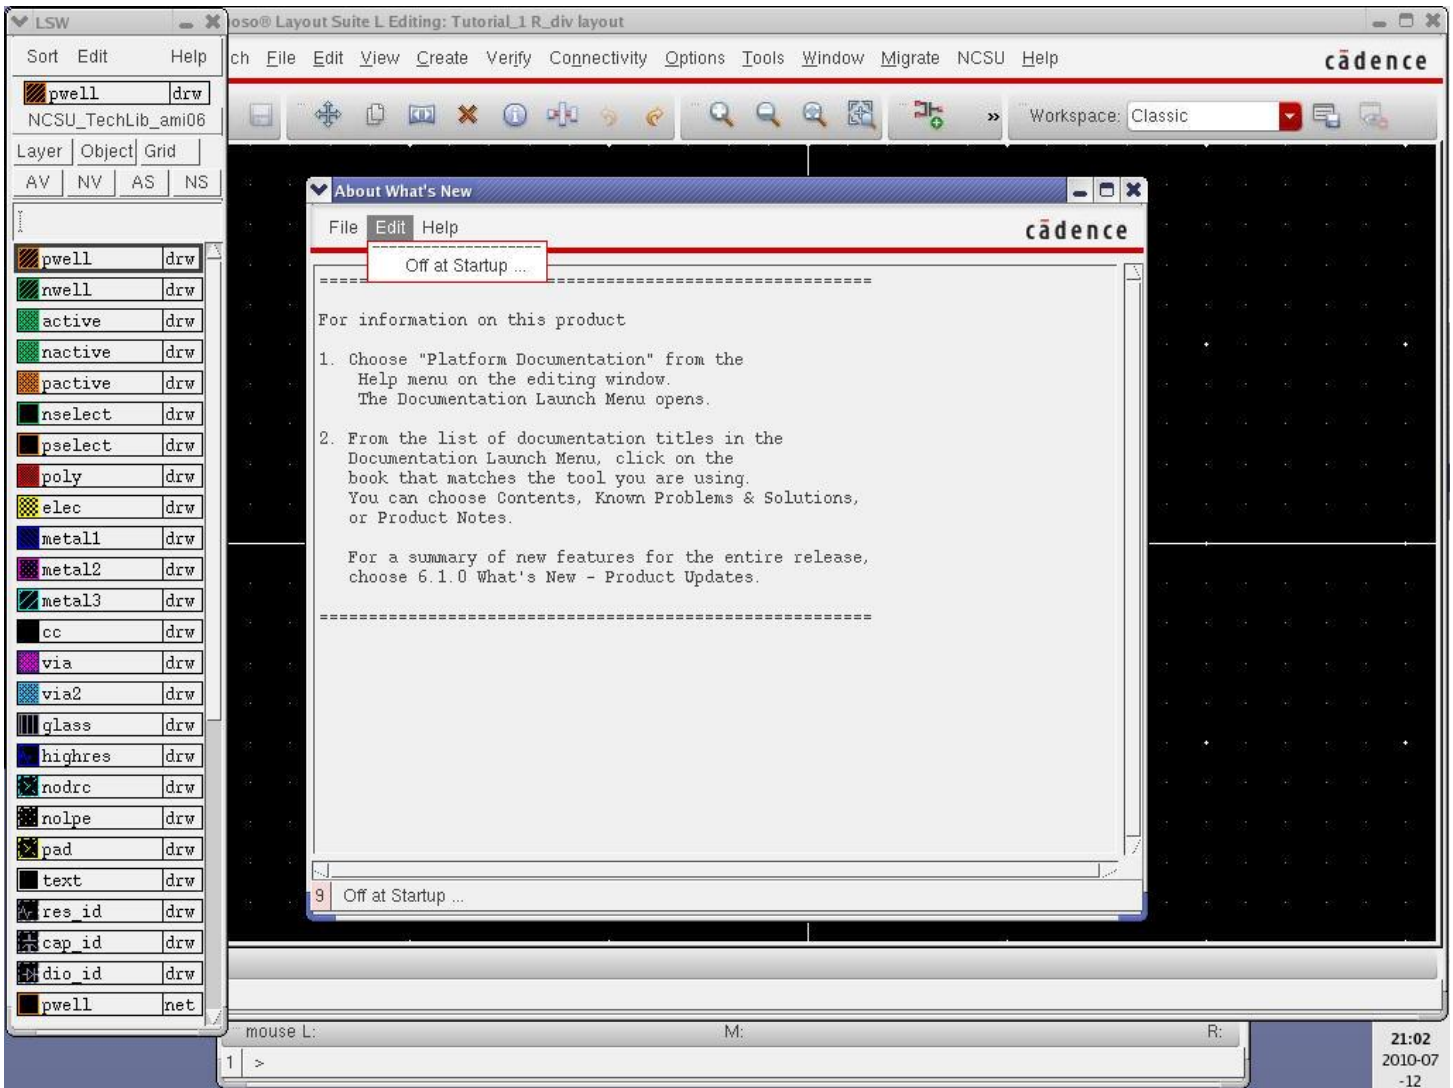 LSW
Sort Edit Help
pwell drw
NCSU_TechLib_ami06
Layer Object Grid
AV NV AS NS
pwell drw
nwell drw
active drw
nactive drw
pactive drw
nselect drw
pselect drw
poly drw
elec drw
metal1 drw
metal2 drw
metal3 drw
cc drw
via drw
via2 drw
glass drw
highres drw
nodrc drw
nolpe drw
pad drw
text drw
res_id drw
cap_id drw
dio_id drw
pwell net
oso® Layout Suite L Editing: Tutorial_1 R_div layout
ch File Edit View Create Verify Connectivity Options Tools Window Migrate NCSU Help cādence
» Workspace: Classic
About What's New
File Edit Help cādence
Off at Startup ...
========================================================
For information on this product
1. Choose "Platform Documentation" from the
Help menu on the editing window.
The Documentation Launch Menu opens.
2. From the list of documentation titles in the
Documentation Launch Menu, click on the
book that matches the tool you are using.
You can choose Contents, Known Problems & Solutions,
or Product Notes.
For a summary of new features for the entire release,
choose 6.1.0 What's New - Product Updates.
========================================================
9 Off at Startup ...
mouse L: M: R:
1 >
21:02
2010-07
-12